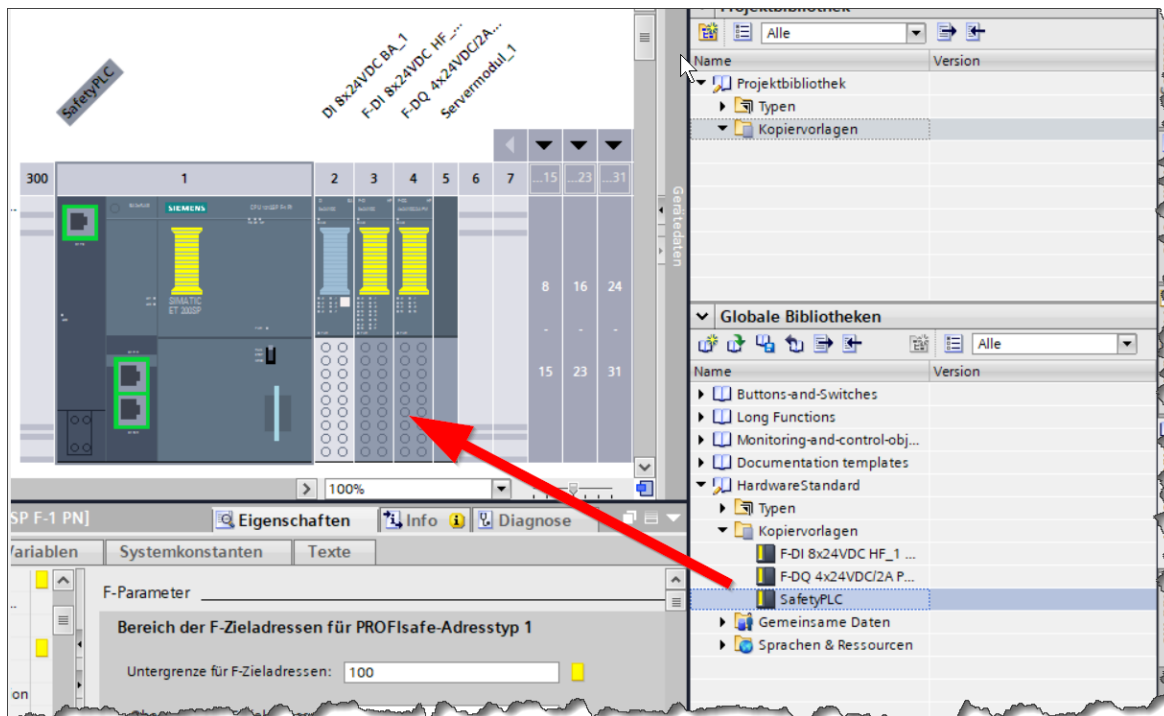 Projektbibliothek
Alle
Name Version
Projektbibliothek
Typen
Kopiervorlagen
SafetyPLC
DI 8x24VDC BA_1
F-DI 8x24VDC HF_...
F-DQ 4x24VDC/2A...
Servermodul_1
300 1 2 3 4 5 6 7 ...15 ...23 ...31
SIEMENS
SIMATIC
ET 200SP
8 16 24
- - -
15 23 31
Gerätedaten
100%
Globale Bibliotheken
Alle
Name Version
Buttons-and-Switches
Long Functions
Monitoring-and-control-obj...
Documentation templates
HardwareStandard
Typen
Kopiervorlagen
F-DI 8x24VDC HF_1 ...
F-DQ 4x24VDC/2A P...
SafetyPLC
Gemeinsame Daten
Sprachen & Ressourcen
SP F-1 PN]
Eigenschaften Info Diagnose
Variablen Systemkonstanten Texte
F-Parameter
Bereich der F-Zieladressen für PROFIsafe-Adresstyp 1
Untergrenze für F-Zieladressen: 100
on